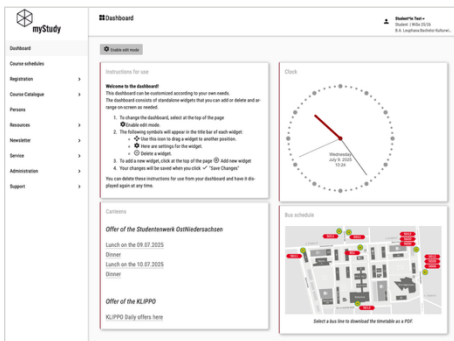 myStudy
Dashboard
Course schedules
Registration
Course Catalogue
Persons
Resources
Newsletter
Service
Administration
Support
Dashboard
Student*in Test
Student | WiSe 25/26
Enable edit mode
Instructions for use
Welcome to the dashboard!
This dashboard can be customized according to your own needs.
The dashboard consists of standalone widgets that you can add or delete and ar-
range on-screen as needed.
1. To change the dashboard, select at the top of the page
Enable edit mode.
2. The following symbols will appear in the title bar of each widget
Use this icon to drag a widget to another position.
Here are settings for the widget.
Delete a widget.
3. To add a new widget, click at the top of the page Add new widget
4. Your changes will be saved when you click "Save Changes"
You can delete these instructions for use from your dashboard and have it dis-
played again at any time.
Clock
Wednesday
July 9, 2025
Canteens
Offer of the Studentenwerk OstNiedersachsen
Lunch on the 09.07.2025
Dinner
Lunch on the 10.07.2025
Dinner
Offer of the KLIPPO
KLIPPO Daily offers here
Bus schedule
Select a bus line to download the timetable as a PDF.